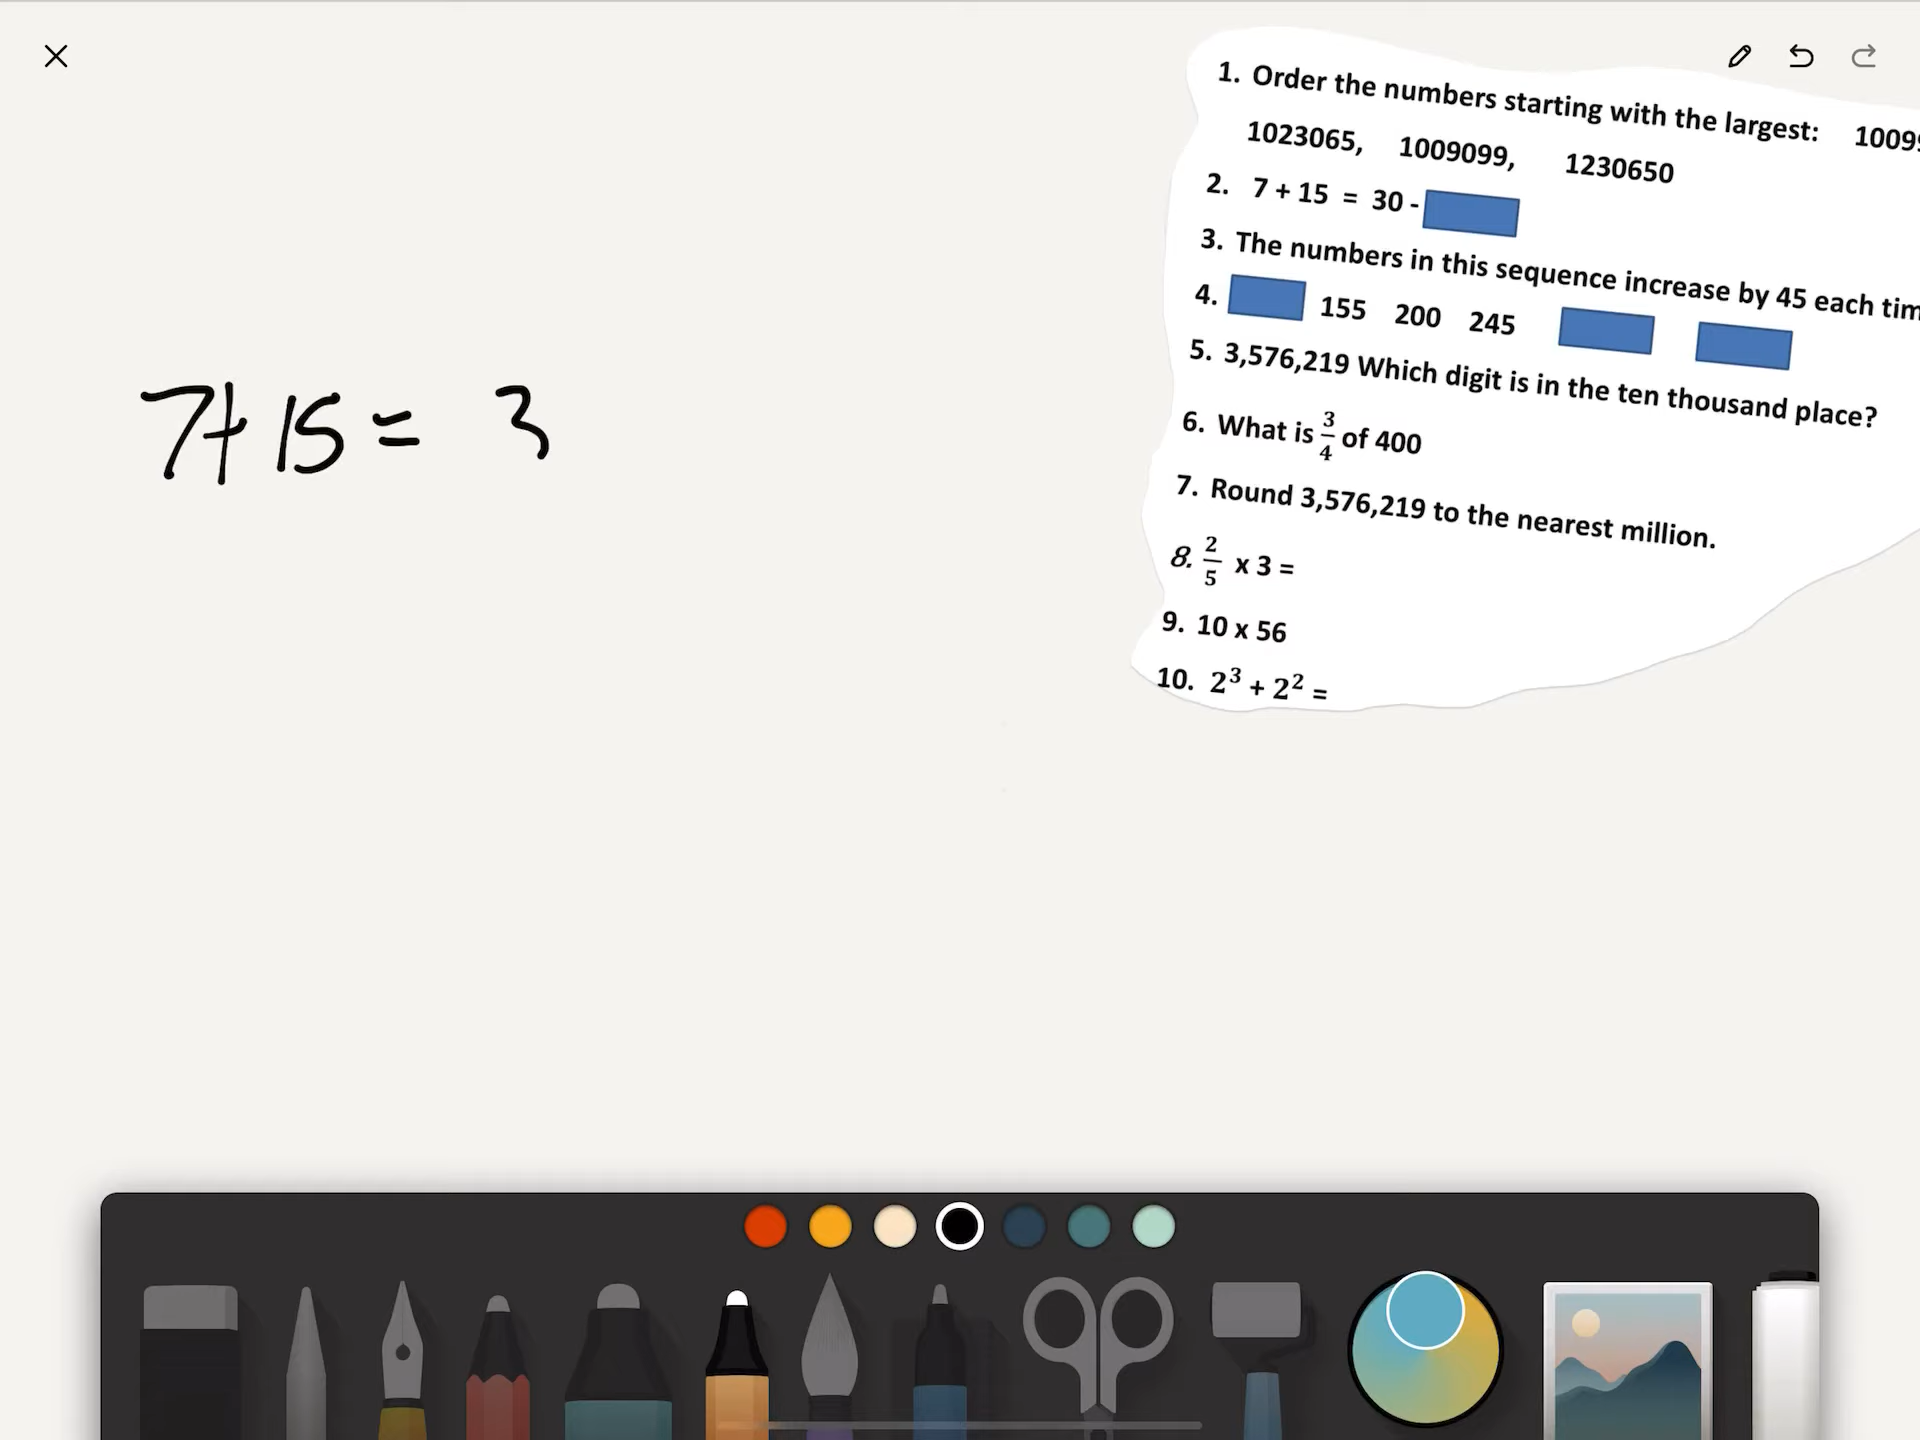 1. Order the numbers starting with the largest:
1023065, 1009099, 1230650
2. 7 + 15 = 30 -
3. The numbers in this sequence increase by 45 each
4. 155 200 245
5. 3,576,219 Which digit is in the ten thousand place?
6. What is 3/4 of 400
7. Round 3,576,219 to the nearest million.
8. 2/5 x 3 =
9. 10 x 56
10. 2³ + 2² =
7+15= 3